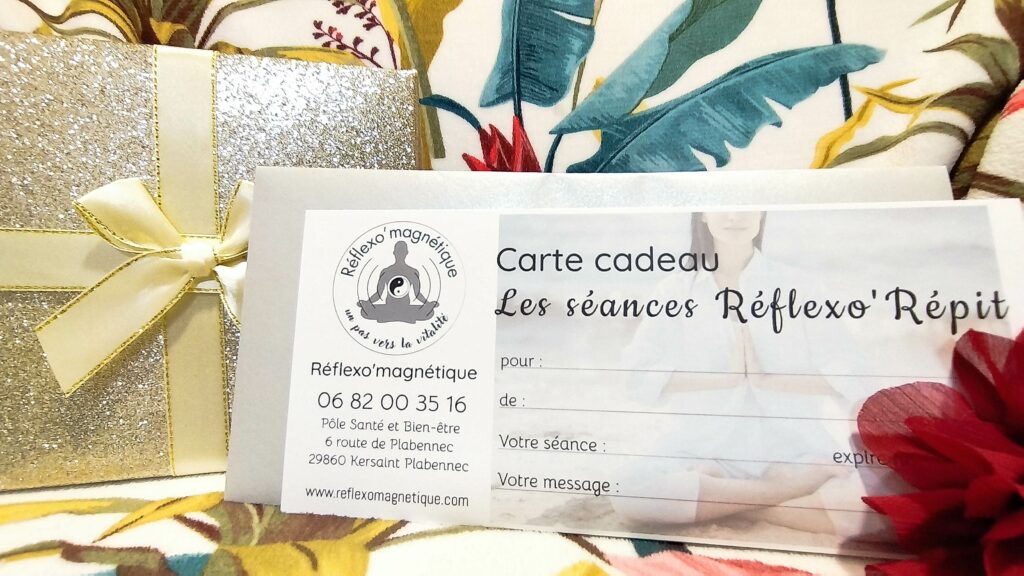 Réflexo'magnétique
un pas vers la vitalité
Réflexo'magnétique
06 82 00 35 16
Pôle Santé et Bien-être
6 route de Plabennec
29860 Kersaint Plabennec
www.reflexomagnetique.com
Carte cadeau
Les séances Réflexo'Répit
pour :
de :
Votre séance :
Votre message :